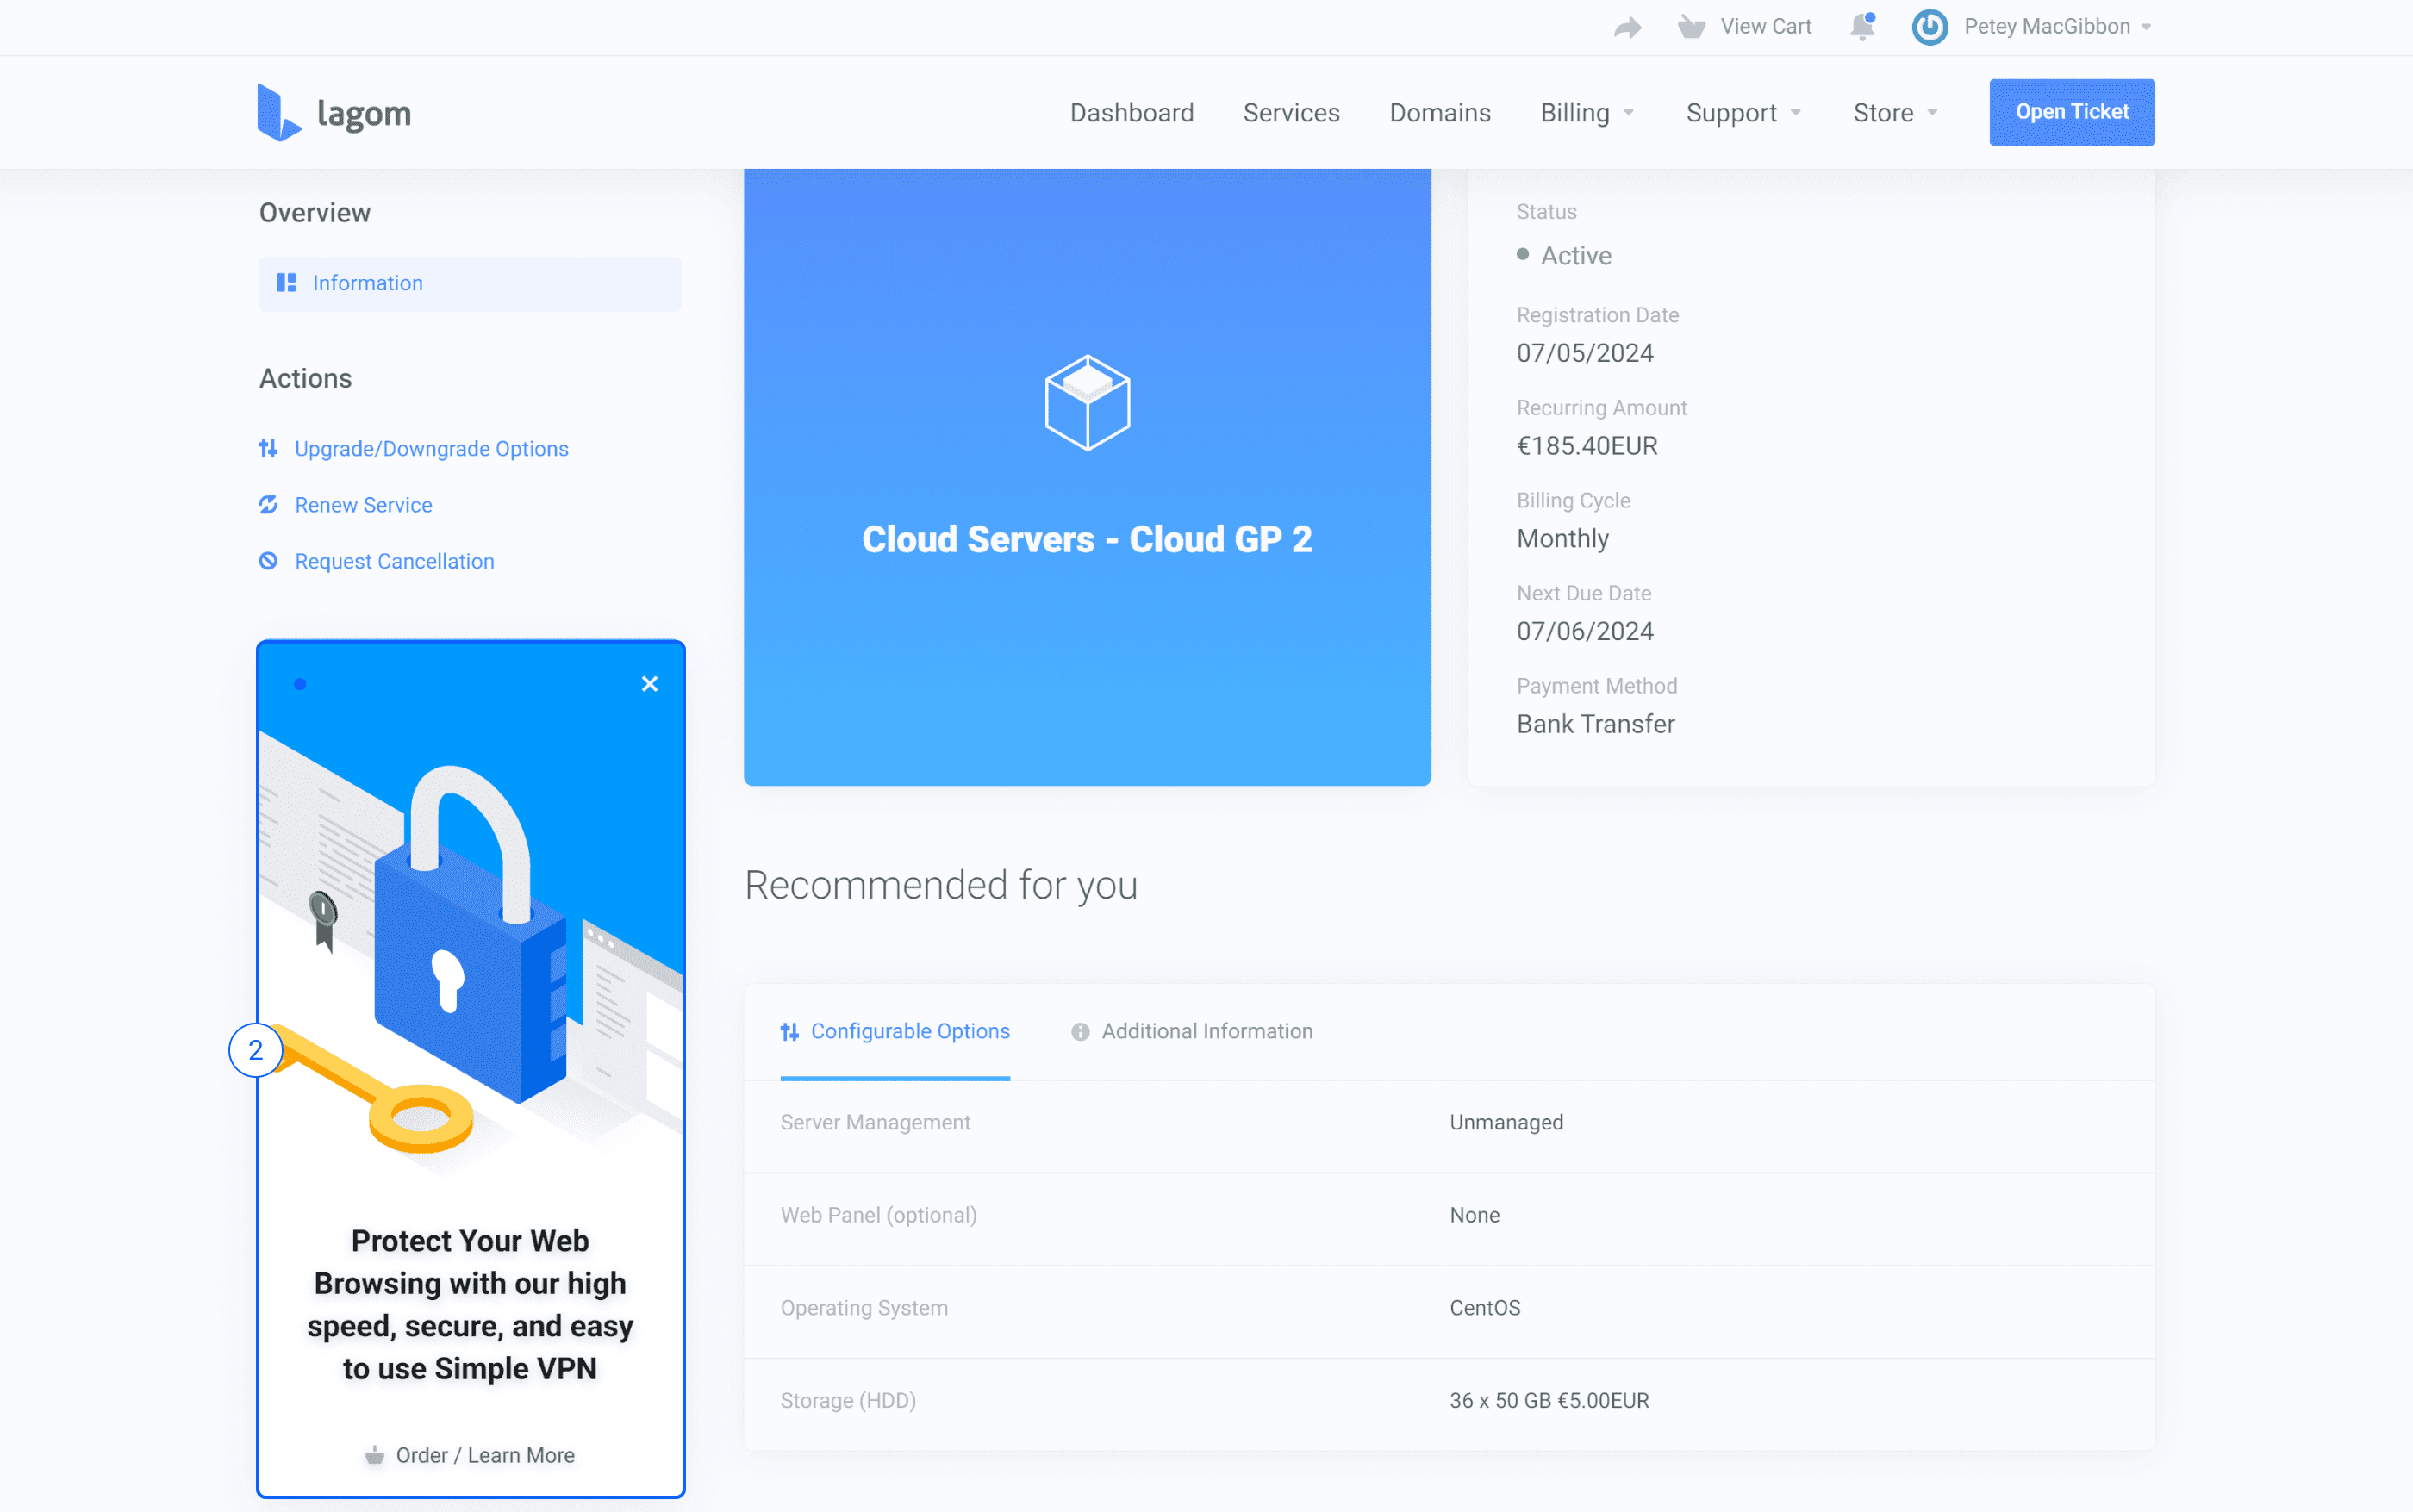 View Cart
Petey MacGibbon
lagom
Dashboard
Services
Domains
Billing
Support
Store
Open Ticket
Overview
Information
Actions
Upgrade/Downgrade Options
Renew Service
Request Cancellation
2
Protect Your Web
Browsing with our high
speed, secure, and easy
to use Simple VPN
Order / Learn More
Cloud Servers - Cloud GP 2
Status
Active
Registration Date
07/05/2024
Recurring Amount
€185.40EUR
Billing Cycle
Monthly
Next Due Date
07/06/2024
Payment Method
Bank Transfer
Recommended for you
Configurable Options
Additional Information
Server Management
Unmanaged
Web Panel (optional)
None
Operating System
CentOS
Storage (HDD)
36 x 50 GB €5.00EUR